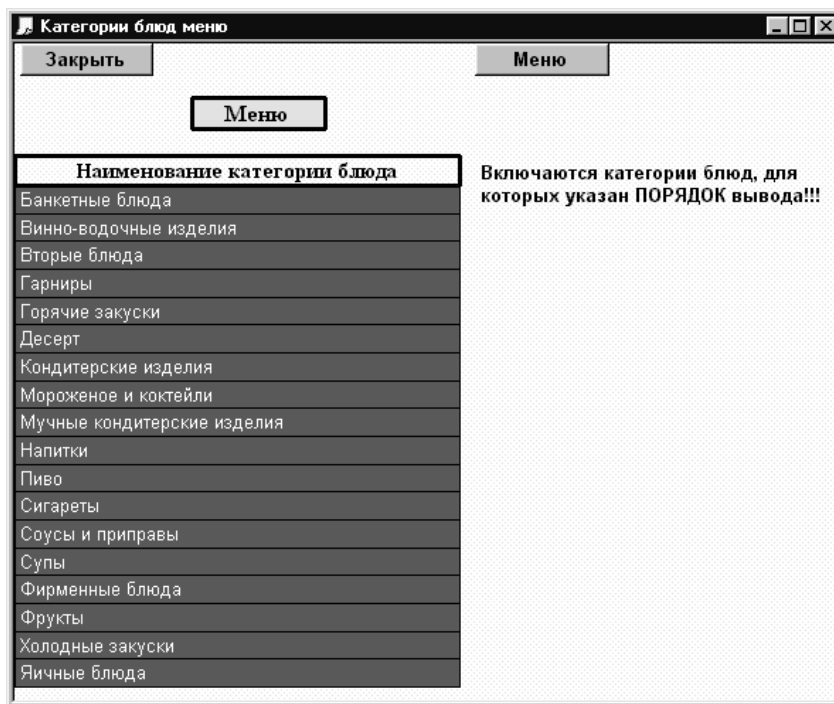 Категории блюд меню
Закрыть
Меню
Меню
Наименование категории блюда
Включаются категории блюд, для
которых указан ПОРЯДОК вывода!!!
Банкетные блюда
Винно-водочные изделия
Вторые блюда
Гарниры
Горячие закуски
Десерт
Кондитерские изделия
Мороженое и коктейли
Мучные кондитерские изделия
Напитки
Пиво
Сигареты
Соусы и приправы
Супы
Фирменные блюда
Фрукты
Холодные закуски
Яичные блюда